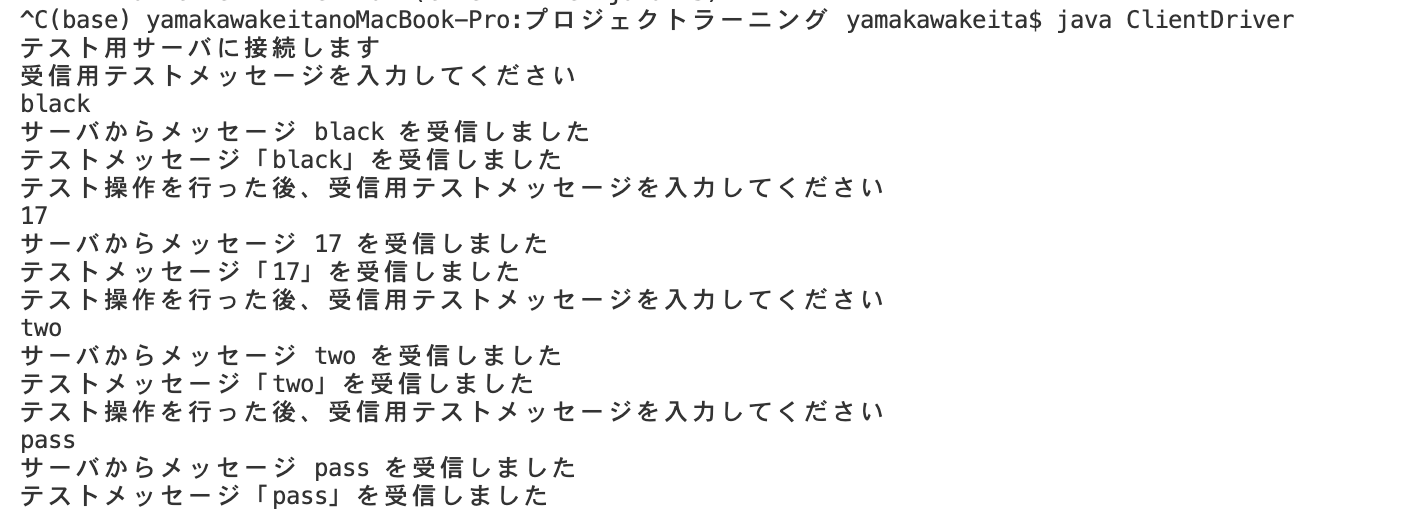 ^C(base) yamakawakeitanoMacBook-Pro:プロジェクトラーニング yamakawakeita$ java ClientDriver
テスト用サーバに接続します
受信用テストメッセージを入力してください
black
サーバからメッセージ black を受信しました
テストメッセージ「black」を受信しました
テスト操作を行った後、受信用テストメッセージを入力してください
17
サーバからメッセージ 17 を受信しました
テストメッセージ「17」を受信しました
テスト操作を行った後、受信用テストメッセージを入力してください
two
サーバからメッセージ two を受信しました
テストメッセージ「two」を受信しました
テスト操作を行った後、受信用テストメッセージを入力してください
pass
サーバからメッセージ pass を受信しました
テストメッセージ「pass」を受信しました